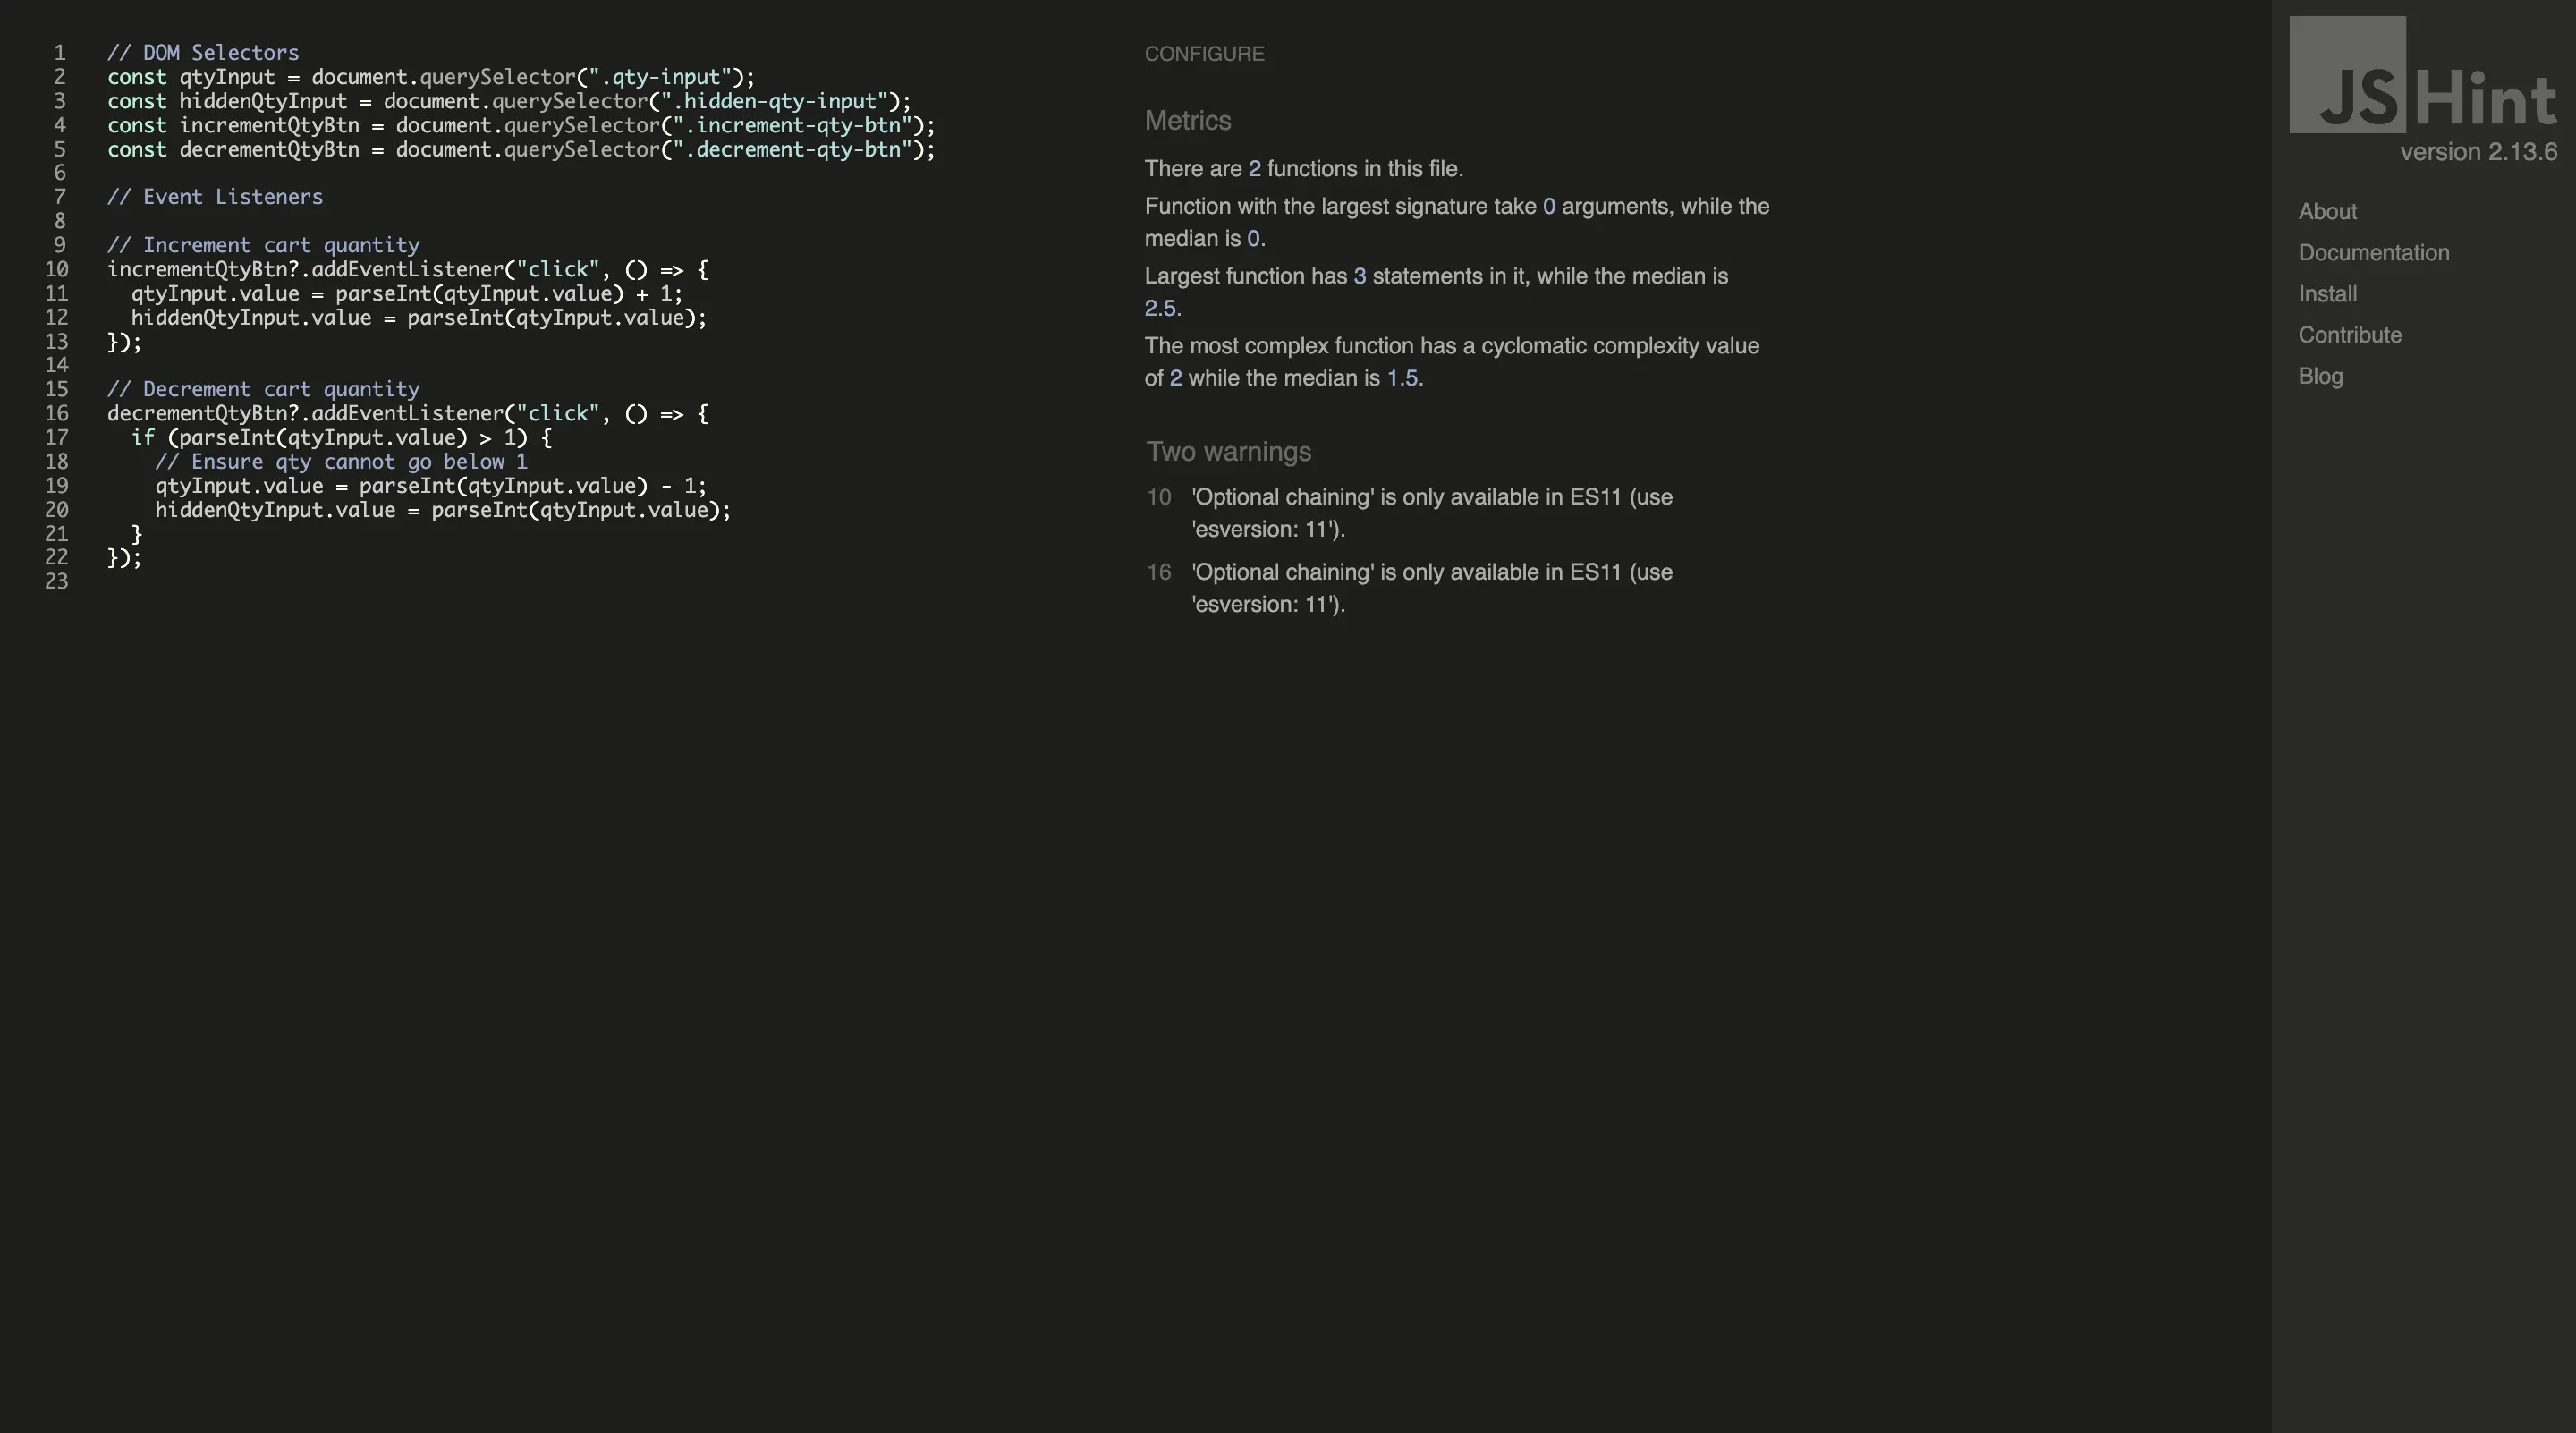 1 // DOM Selectors
2 const qtyInput = document.querySelector(".qty-input");
3 const hiddenQtyInput = document.querySelector(".hidden-qty-input");
4 const incrementQtyBtn = document.querySelector(".increment-qty-btn");
5 const decrementQtyBtn = document.querySelector(".decrement-qty-btn");
6
7 // Event Listeners
8
9 // Increment cart quantity
10 incrementQtyBtn?.addEventListener("click", () => {
11   qtyInput.value = parseInt(qtyInput.value) + 1;
12   hiddenQtyInput.value = parseInt(qtyInput.value);
13 });
14
15 // Decrement cart quantity
16 decrementQtyBtn?.addEventListener("click", () => {
17   if (parseInt(qtyInput.value) > 1) {
18     // Ensure qty cannot go below 1
19     qtyInput.value = parseInt(qtyInput.value) - 1;
20     hiddenQtyInput.value = parseInt(qtyInput.value);
21   }
22 });
23
CONFIGURE
Metrics
There are 2 functions in this file.
Function with the largest signature take 0 arguments, while the
median is 0.
Largest function has 3 statements in it, while the median is
2.5.
The most complex function has a cyclomatic complexity value
of 2 while the median is 1.5.
Two warnings
10 'Optional chaining' is only available in ES11 (use
'esversion: 11').
16 'Optional chaining' is only available in ES11 (use
'esversion: 11').
JSHint
version 2.13.6
About
Documentation
Install
Contribute
Blog